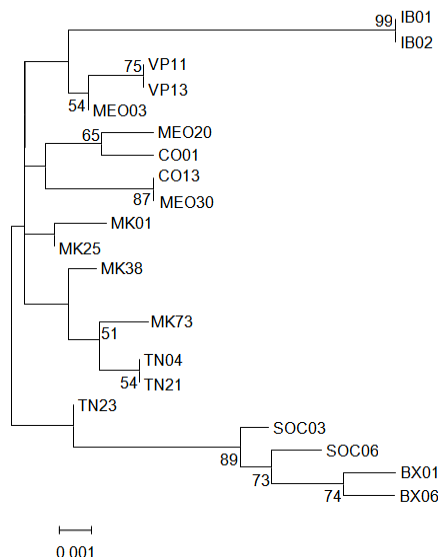 99
IB01
IB02
75
VP11
VP13
54
MEO03
65
MEO20
CO01
CO13
87
MEO30
MK01
MK25
MK38
MK73
51
TN04
54
TN21
TN23
SOC03
89
SOC06
73
BX01
74
BX06
0.001